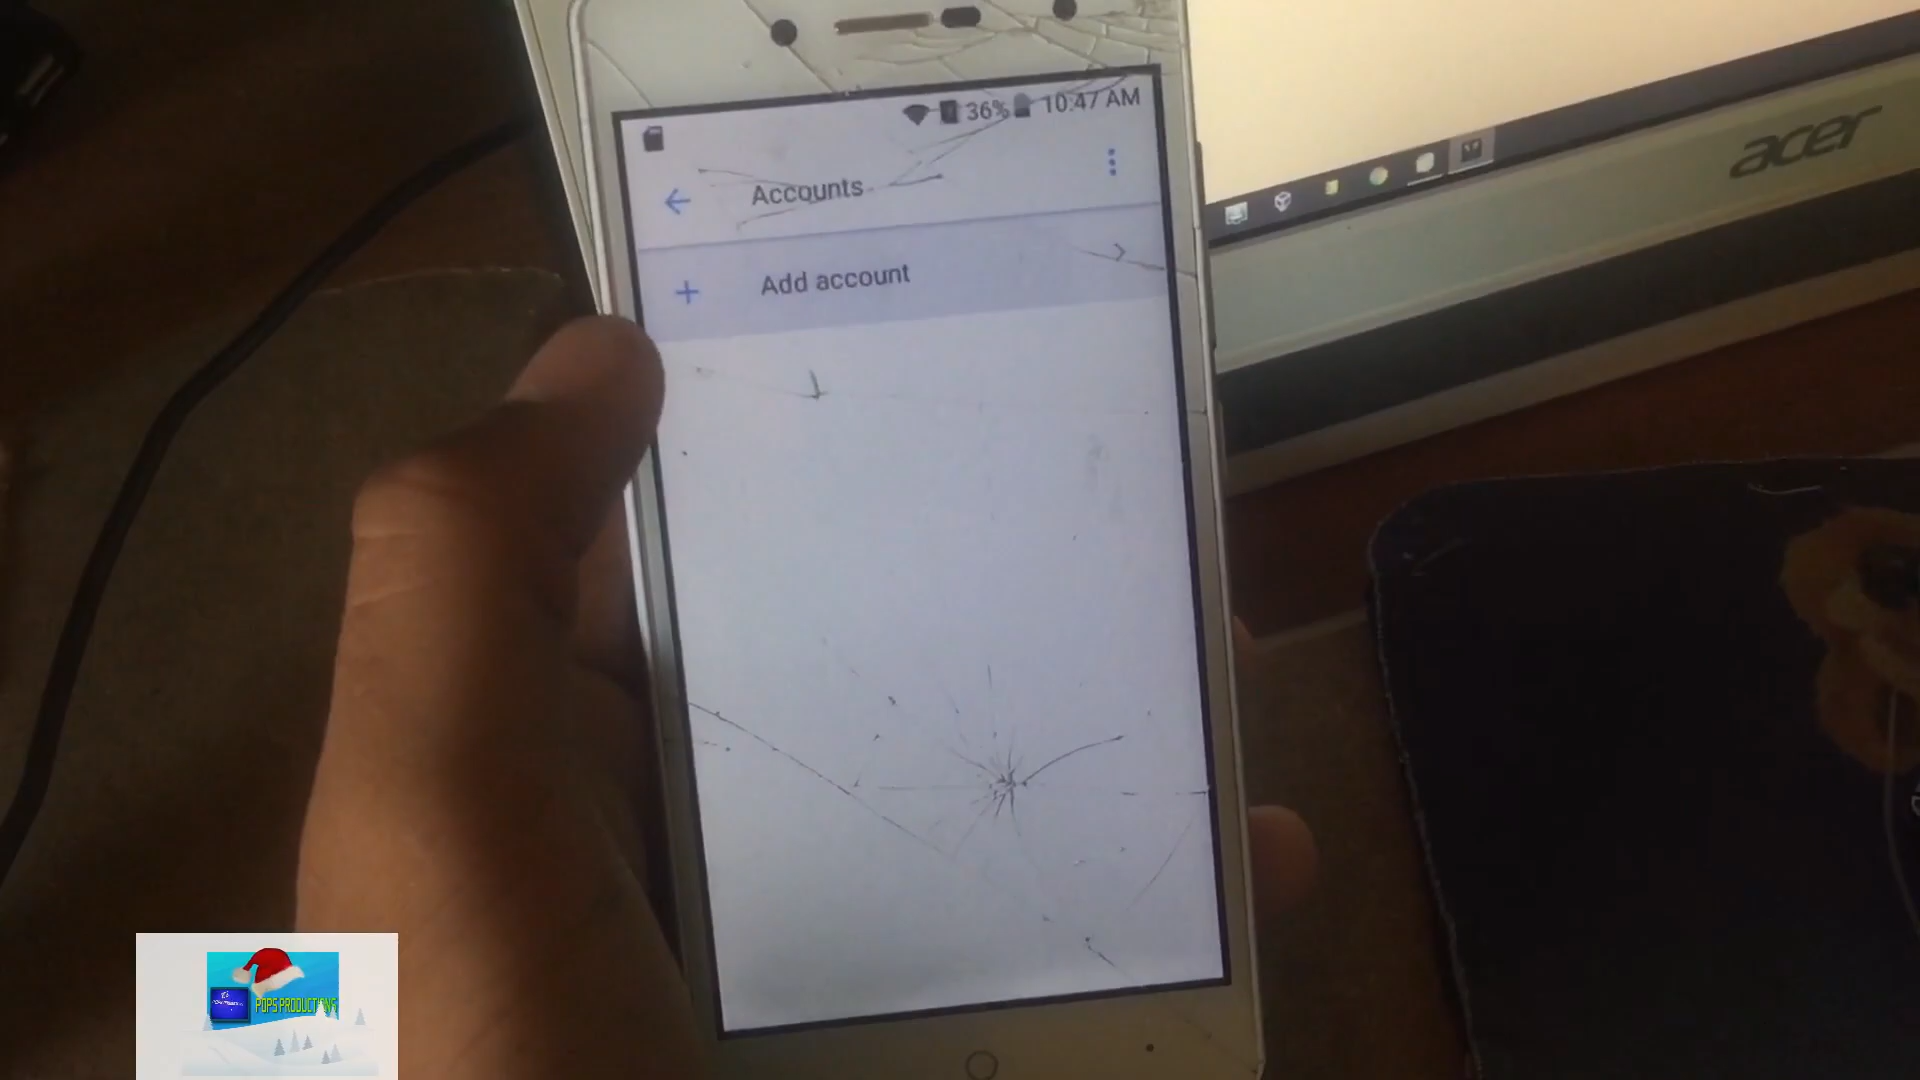 36% 10:47 AM
Accounts
Add account
acer
POPS PRODUCTIONS